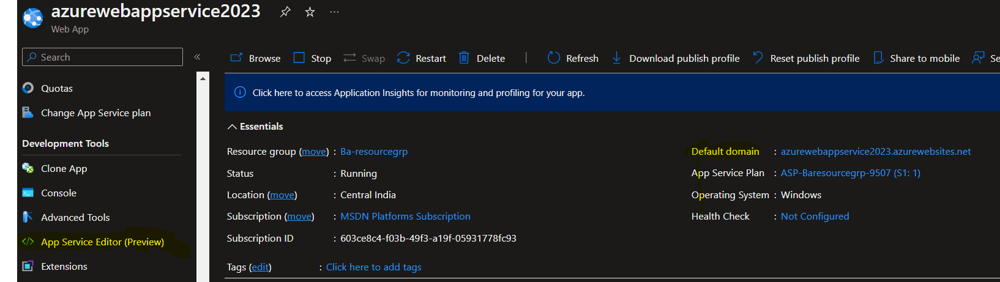 azurewebappservice2023
Web App
Search
Browse Stop Swap Restart Delete Refresh Download publish profile Reset publish profile Share to mobile Se
Quotas
Change App Service plan
Development Tools
Clone App
Console
Advanced Tools
App Service Editor (Preview)
Extensions
Click here to access Application Insights for monitoring and profiling for your app.
Essentials
Resource group (move) : Ba-resourcegrp
Status : Running
Location (move) : Central India
Subscription (move) : MSDN Platforms Subscription
Subscription ID : 603ce8c4-f03b-49f3-a19f-05931778fc93
Default domain : azurewebappservice2023.azurewebsites.net
App Service Plan : ASP-Baresourcegrp-9507 (S1: 1)
Operating System : Windows
Health Check : Not Configured
Tags (edit) : Click here to add tags